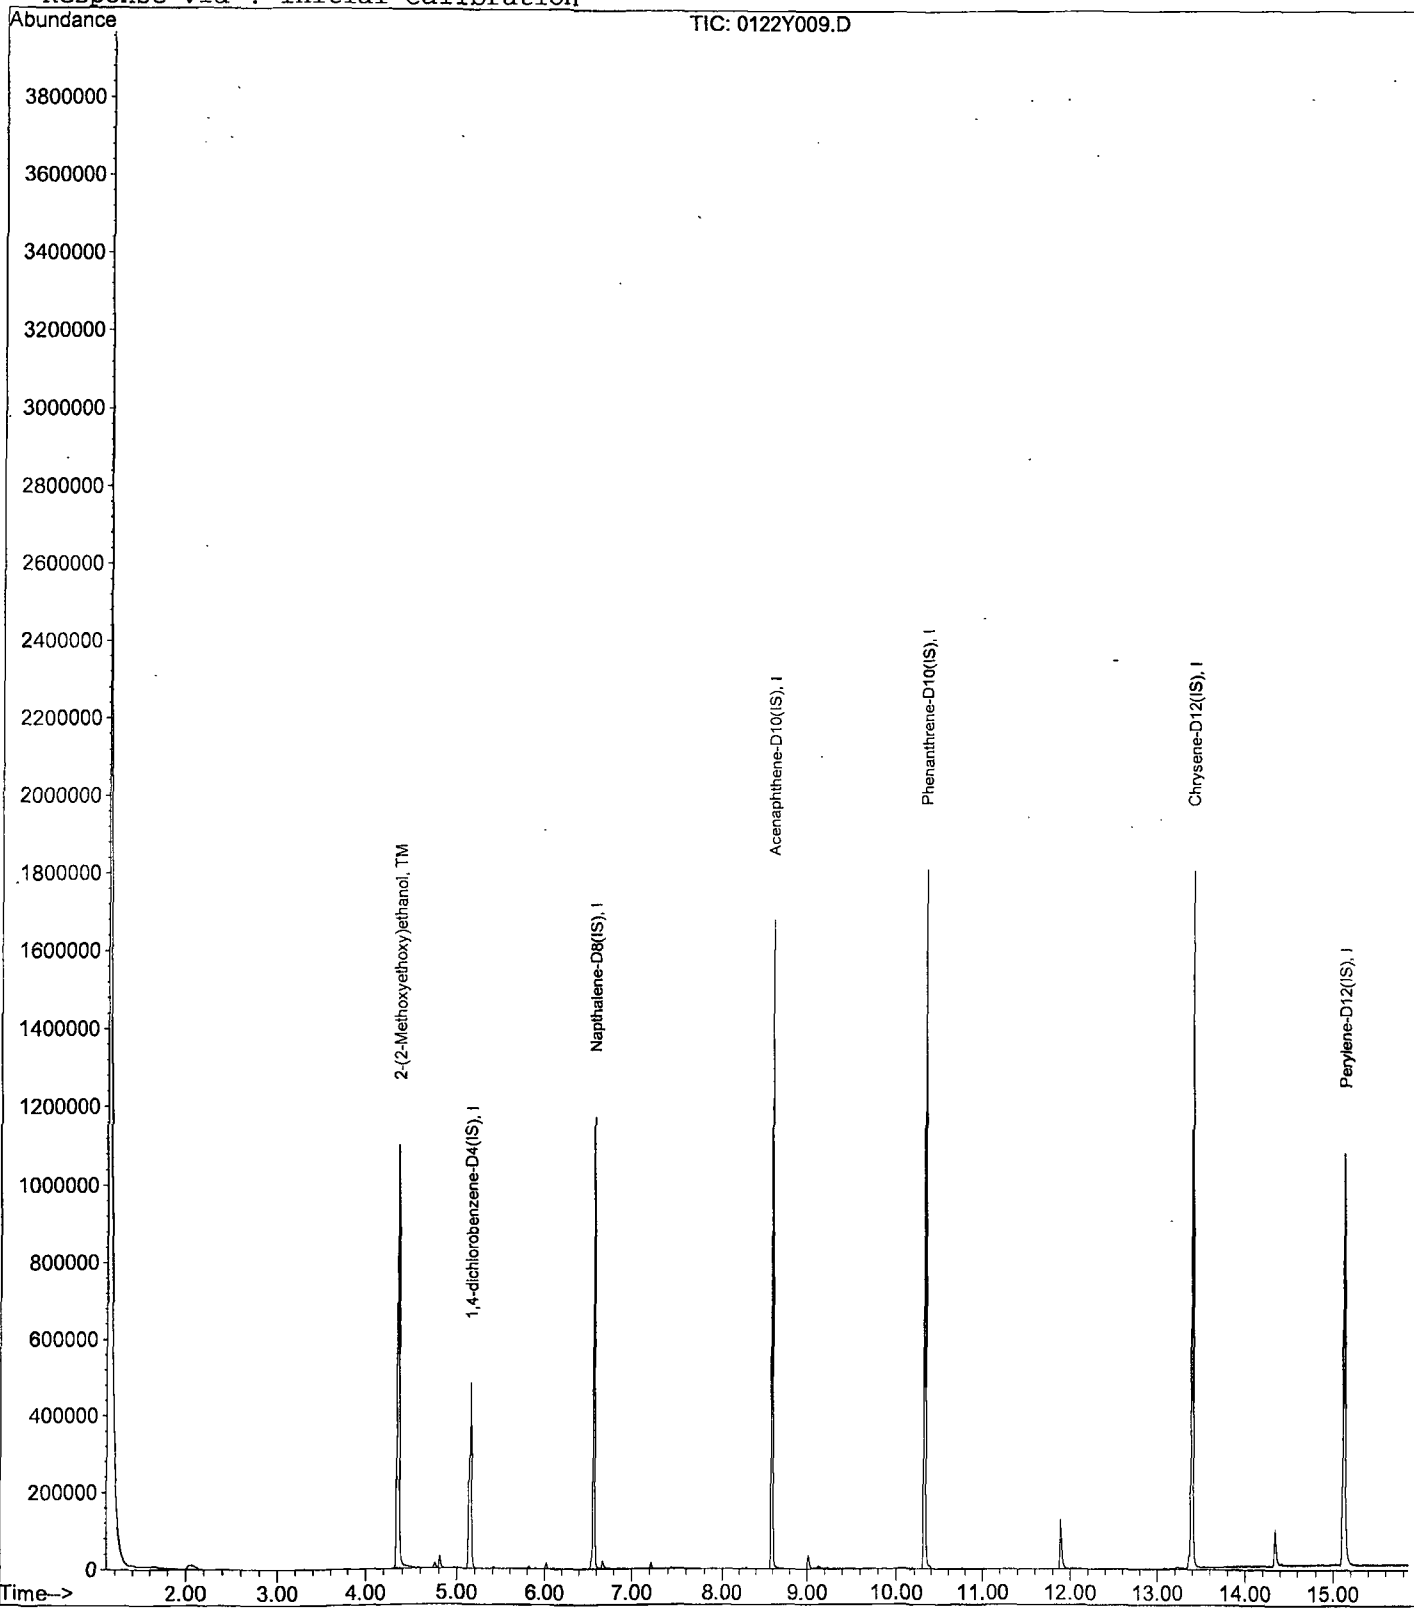 Response via : Initial Calibration
Abundance
TIC: 0122Y009.D
3800000
3600000
3400000
3200000
3000000
2800000
2600000
2400000
2200000
2000000
1800000
1600000
1400000
1200000
1000000
800000
600000
400000
200000
0
2-(2-Methoxyethoxy)ethanol, TM
1,4-dichlorobenzene-D4(IS), I
Napthalene-D8(IS), I
Acenaphthene-D10(IS), I
Phenanthrene-D10(IS), I
Chrysene-D12(IS), I
Perylene-D12(IS), I
Time--> 2.00 3.00 4.00 5.00 6.00 7.00 8.00 9.00 10.00 11.00 12.00 13.00 14.00 15.00